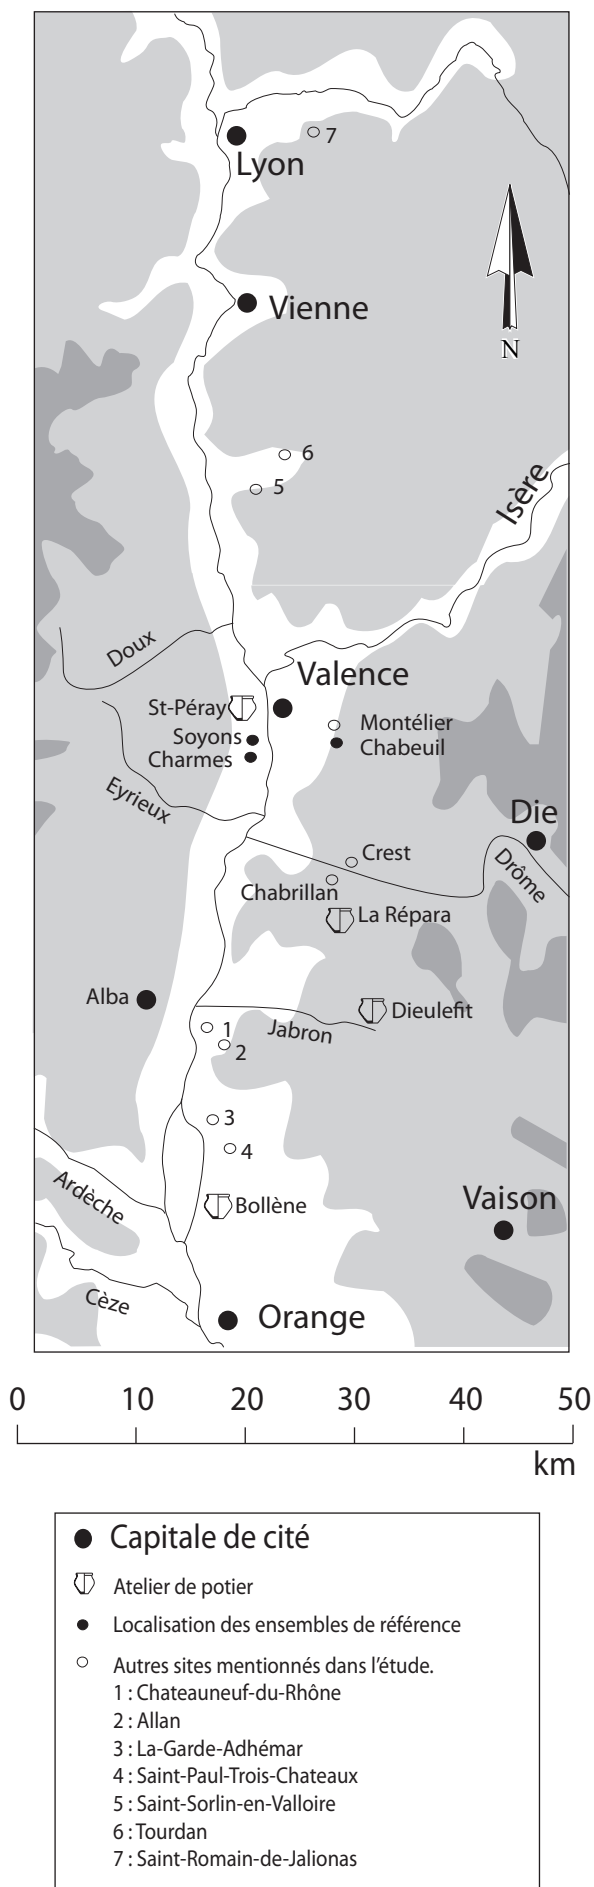 7
Lyon
Vienne
N
6
5
Isère
Doux
Valence
St-Péray
Soyons
Charmes
Montélier
Chabeuil
Eyrieux
Die
Crest
Drôme
Chabrillan
La Répara
Alba
Dieulefit
1
Jabron
2
3
4
Ardèche
Vaison
Bollène
Cèze
Orange
0 10 20 30 40 50
km
Capitale de cité
Atelier de potier
Localisation des ensembles de référence
Autres sites mentionnés dans l'étude.
1 : Chateauneuf-du-Rhône
2 : Allan
3 : La-Garde-Adhémar
4 : Saint-Paul-Trois-Chateaux
5 : Saint-Sorlin-en-Valloire
6 : Tourdan
7 : Saint-Romain-de-Jalionas